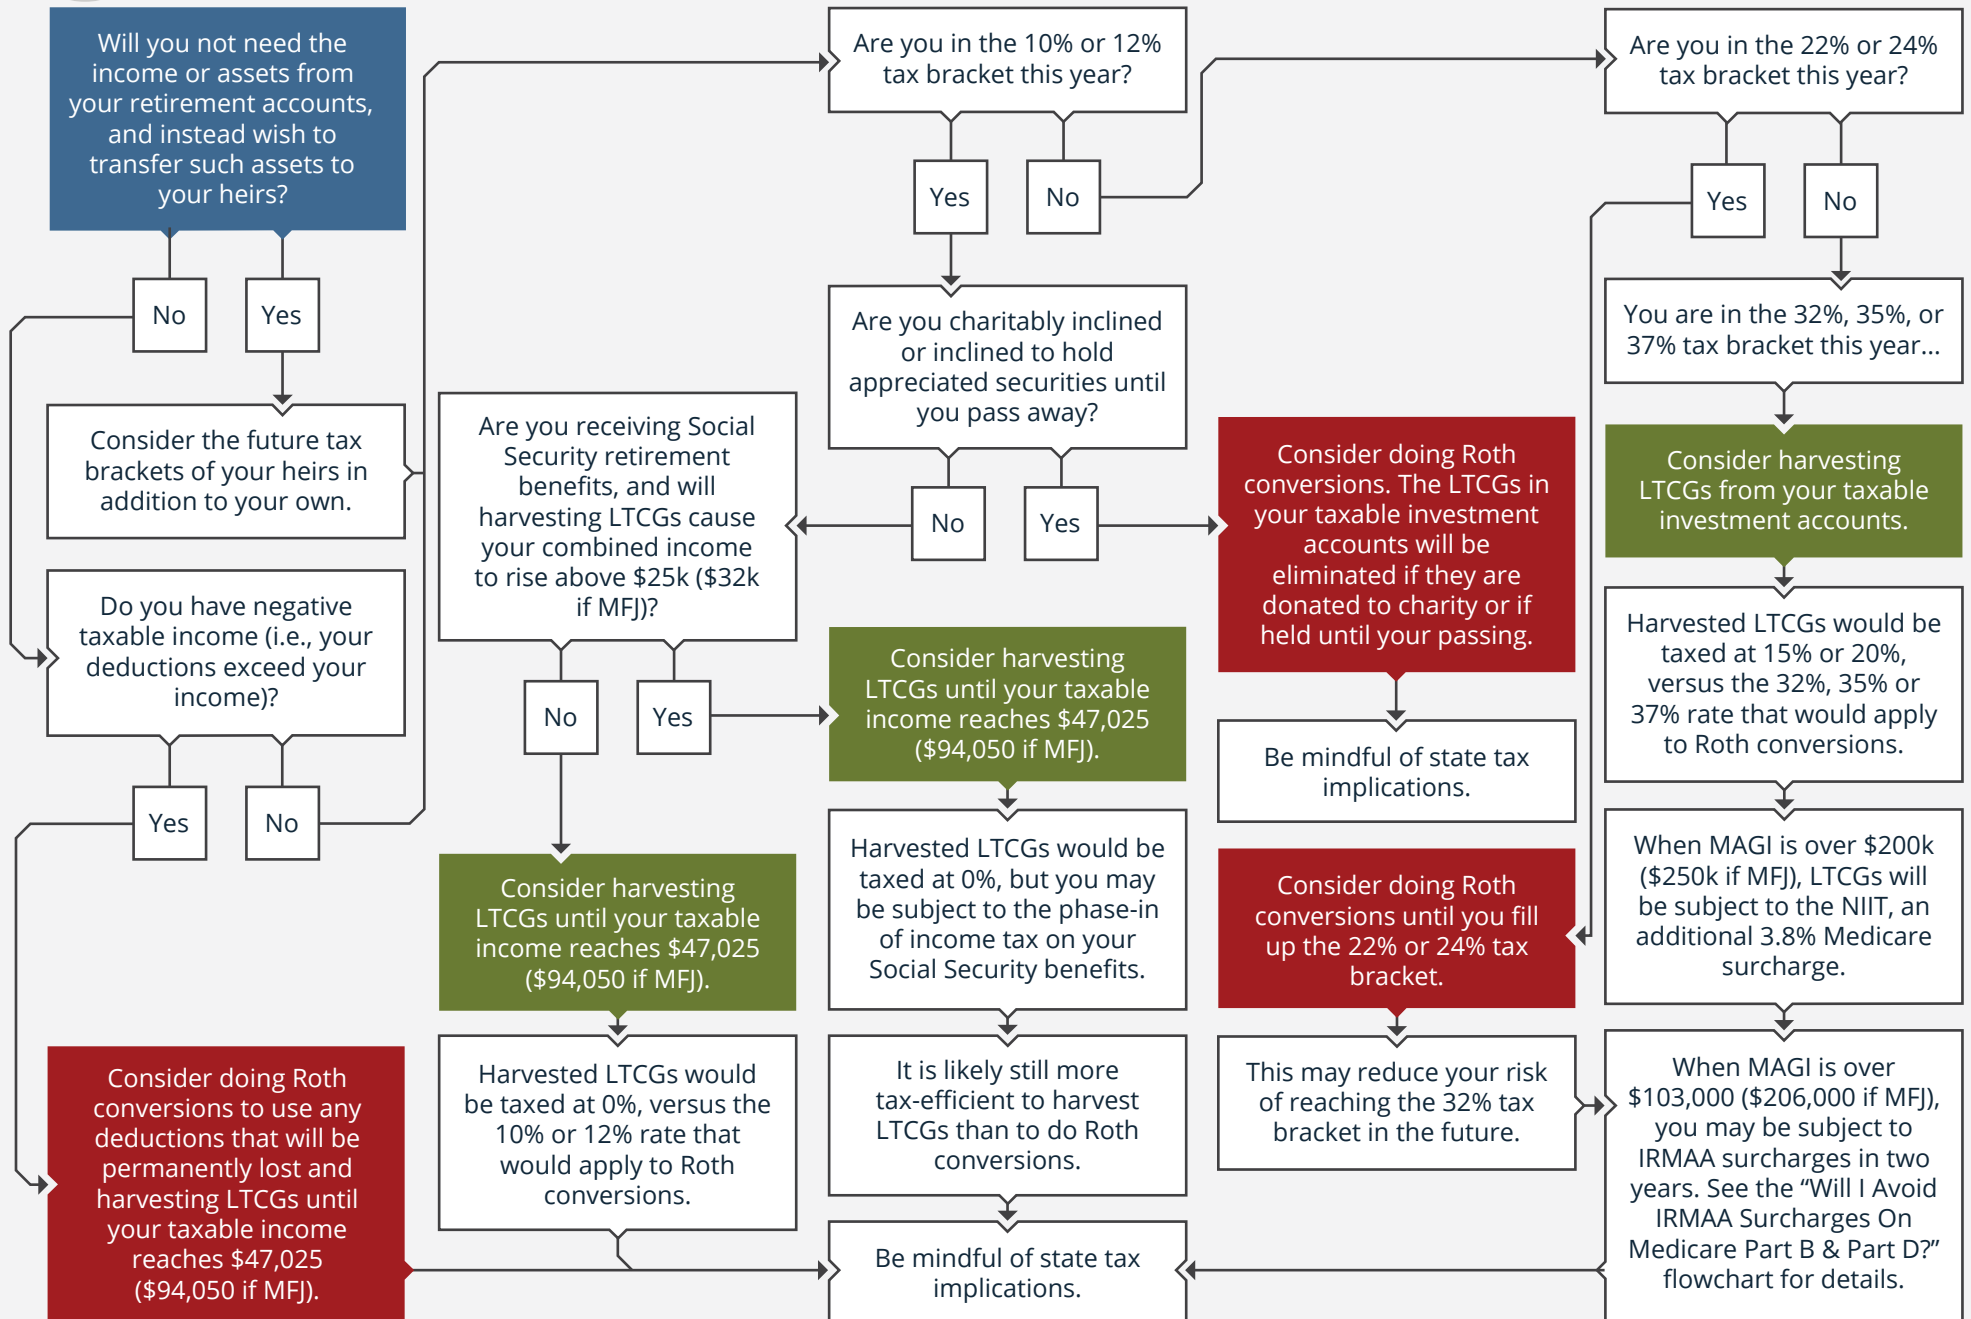 Will you not need the
income or assets from
your retirement accounts,
and instead wish to
transfer such assets to
your heirs?
No
Yes
Consider the future tax
brackets of your heirs in
addition to your own.
Do you have negative
taxable income (i.e., your
deductions exceed your
income)?
Yes
No
Consider doing Roth
conversions to use any
deductions that will be
permanently lost and
harvesting LTCGs until
your taxable income
reaches $47,025
($94,050 if MFJ).
Are you in the 10% or 12%
tax bracket this year?
Yes
No
Are you charitably inclined
or inclined to hold
appreciated securities until
you pass away?
No
Yes
Are you receiving Social
Security retirement
benefits, and will
harvesting LTCGs cause
your combined income
to rise above $25k ($32k
if MFJ)?
No
Yes
Consider harvesting
LTCGs until your taxable
income reaches $47,025
($94,050 if MFJ).
Harvested LTCGs would
be taxed at 0%, versus the
10% or 12% rate that
would apply to Roth
conversions.
Consider harvesting
LTCGs until your taxable
income reaches $47,025
($94,050 if MFJ).
Harvested LTCGs would be
taxed at 0%, but you may
be subject to the phase-in
of income tax on your
Social Security benefits.
It is likely still more
tax-efficient to harvest
LTCGs than to do Roth
conversions.
Be mindful of state tax
implications.
Consider doing Roth
conversions. The LTCGs in
your taxable investment
accounts will be
eliminated if they are
donated to charity or if
held until your passing.
Be mindful of state tax
implications.
Are you in the 22% or 24%
tax bracket this year?
Yes
No
Consider doing Roth
conversions until you fill
up the 22% or 24% tax
bracket.
This may reduce your risk
of reaching the 32% tax
bracket in the future.
You are in the 32%, 35%, or
37% tax bracket this year...
Consider harvesting
LTCGs from your taxable
investment accounts.
Harvested LTCGs would be
taxed at 15% or 20%,
versus the 32%, 35% or
37% rate that would apply
to Roth conversions.
When MAGI is over $200k
($250k if MFJ), LTCGs will
be subject to the NIIT, an
additional 3.8% Medicare
surcharge.
When MAGI is over
$103,000 ($206,000 if MFJ),
you may be subject to
IRMAA surcharges in two
years. See the “Will I Avoid
IRMAA Surcharges On
Medicare Part B & Part D?”
flowchart for details.